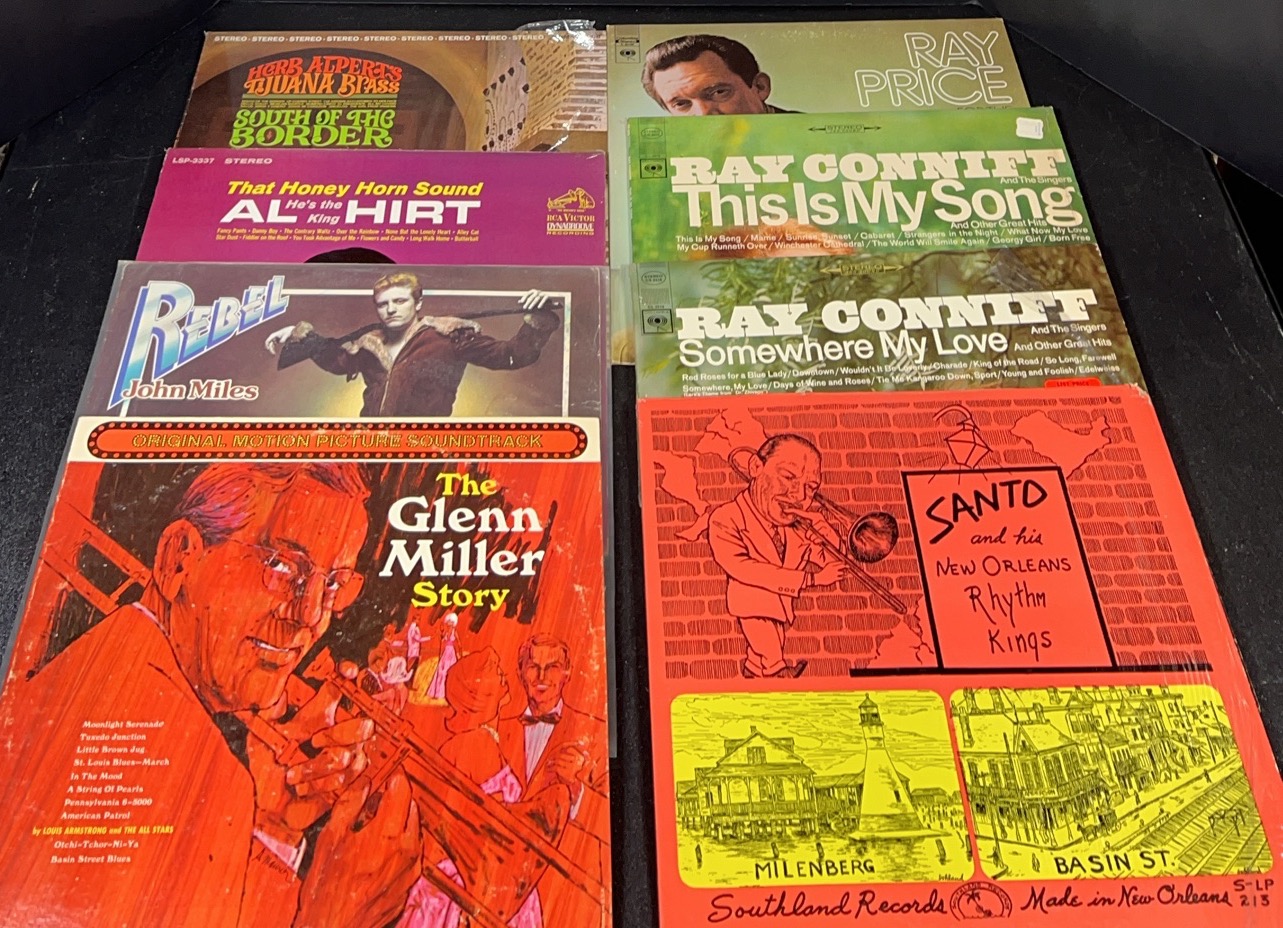 STEREO • STEREO • STEREO • STEREO • STEREO • STEREO • STEREO • STEREO • STEREO
HERB ALPERT'S
TIJUANA BRASS
SOUTH OF THE
BORDER
LSP-3337 STEREO
That Honey Horn Sound
AL He's the King HIRT
Fancy Pants • Danny Boy • The Contrary Waltz • Over the Rainbow • None But the Lonely Heart • Alley Cat
Star Dust • Fiddler on the Roof • You Took Advantage of Me • Flowers and Candy • Long Walk Home • Butterball
RCA VICTOR
DYNAGROOVE
RECORDING
REBEL
John Miles
ORIGINAL MOTION PICTURE SOUNDTRACK
The
Glenn
Miller
Story
Moonlight Serenade
Tuxedo Junction
Little Brown Jug
St. Louis Blues—March
In The Mood
A String Of Pearls
Pennsylvania 6-5000
American Patrol
by LOUIS ARMSTRONG and THE ALL STARS
Otchi-Tchor-Ni-Ya
Basin Street Blues
RAY
PRICE
STEREO
RAY CONNIFF
And The Singers
This Is My Song
And Other Great Hits
This Is My Song / Mame / Sunrise, Sunset / Cabaret / Strangers in the Night / What Now My Love
My Cup Runneth Over / Winchester Cathedral / The World Will Smile Again / Georgy Girl / Born Free
STEREO
RAY CONNIFF
And The Singers
Somewhere My Love And Other Great Hits
Red Roses for a Blue Lady / Downtown / Wouldn't It Be Loverly / Charade / King of the Road / So Long, Farewell
Somewhere, My Love / Days of Wine and Roses / Tie Me Kangaroo Down, Sport / Young and Foolish / Edelweiss
SANTO
and his
NEW ORLEANS
Rhythm
Kings
MILENBERG
BASIN ST.
Southland Records
Made in New Orleans
S-LP
213